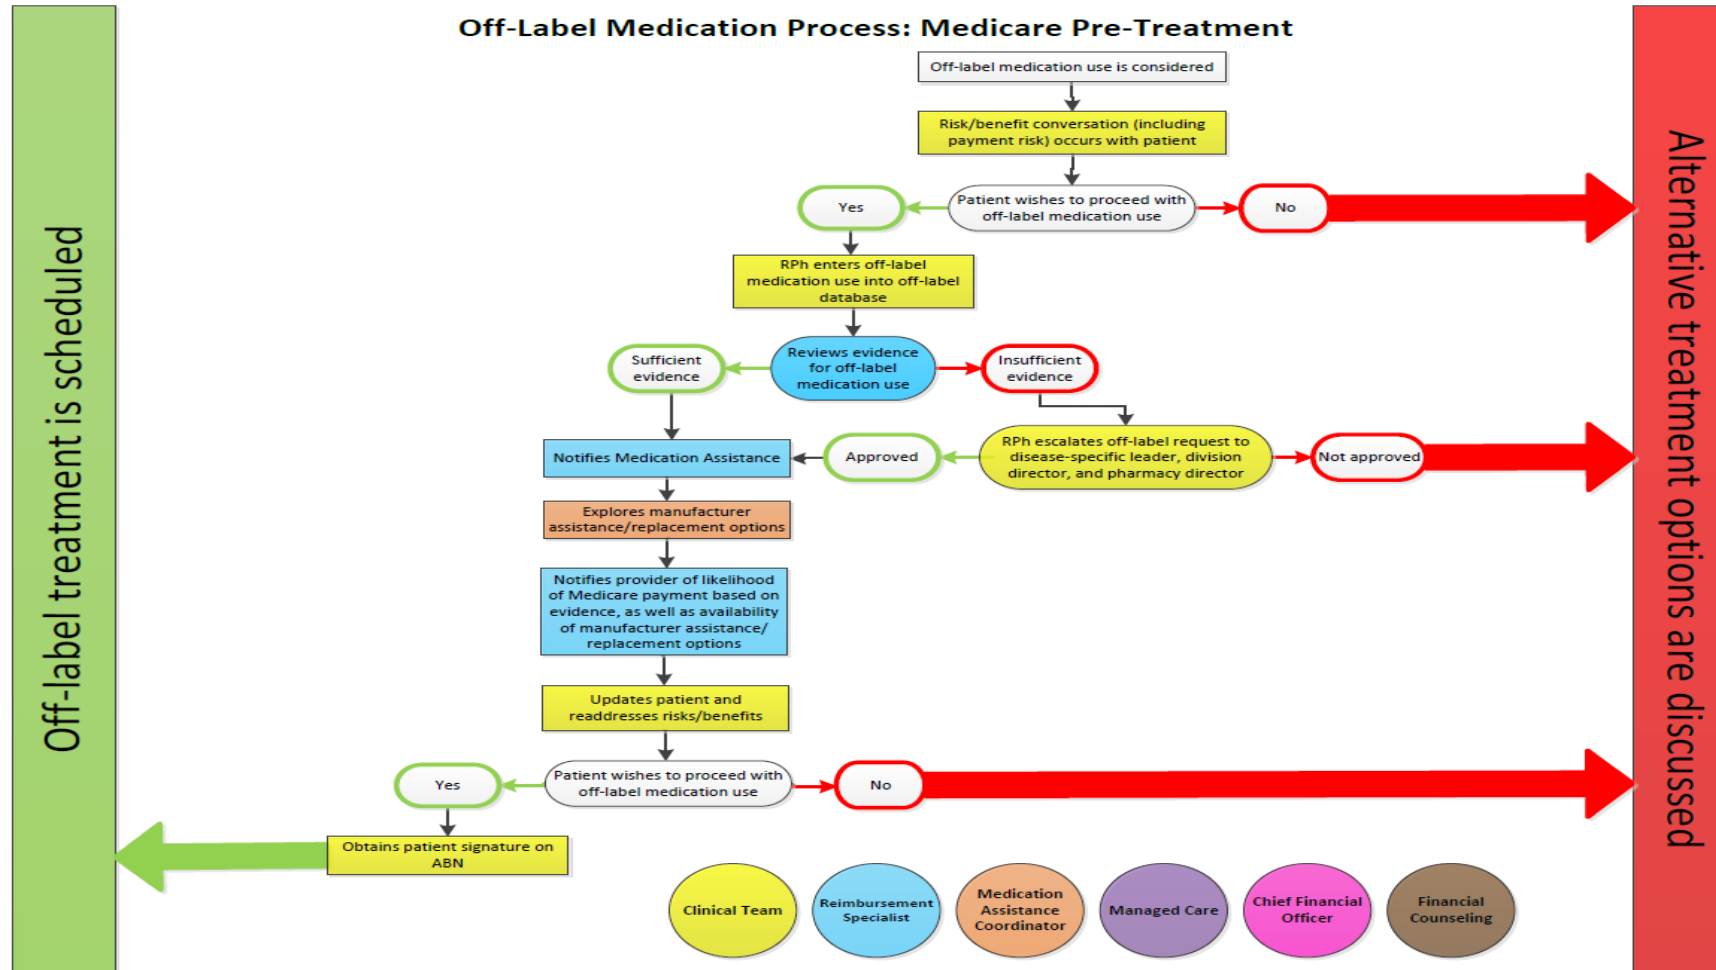 Off-Label Medication Process: Medicare Pre-Treatment
Off-label medication use is considered
Risk/benefit conversation (including
payment risk) occurs with patient
Yes
Patient wishes to proceed with
off-label medication use
No
RPh enters off-label
medication use into off-label
database
Sufficient
evidence
Reviews evidence
for off-label
medication use
Insufficient
evidence
Notifies Medication Assistance
Approved
RPh escalates off-label request to
disease-specific leader, division
director, and pharmacy director
Not approved
Explores manufacturer
assistance/replacement options
Notifies provider of likelihood
of Medicare payment based on
evidence, as well as availability
of manufacturer assistance/
replacement options
Updates patient and
readdresses risks/benefits
Yes
Patient wishes to proceed with
off-label medication use
No
Obtains patient signature on
ABN
Off-label treatment is scheduled
Alternative treatment options are discussed
Clinical Team
Reimbursement
Specialist
Medication
Assistance
Coordinator
Managed Care
Chief Financial
Officer
Financial
Counseling